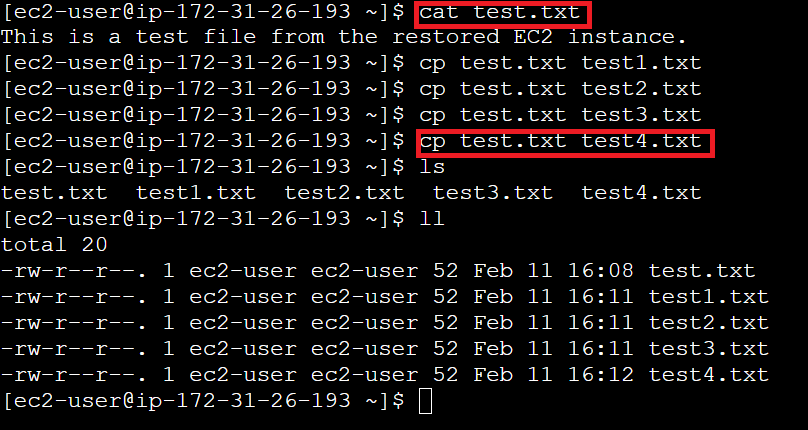 [ec2-user@ip-172-31-26-193 ~]$ cat test.txt
This is a test file from the restored EC2 instance.
[ec2-user@ip-172-31-26-193 ~]$ cp test.txt test1.txt
[ec2-user@ip-172-31-26-193 ~]$ cp test.txt test2.txt
[ec2-user@ip-172-31-26-193 ~]$ cp test.txt test3.txt
[ec2-user@ip-172-31-26-193 ~]$ cp test.txt test4.txt
[ec2-user@ip-172-31-26-193 ~]$ ls
test.txt  test1.txt  test2.txt  test3.txt  test4.txt
[ec2-user@ip-172-31-26-193 ~]$ ll
total 20
-rw-r--r--. 1 ec2-user ec2-user 52 Feb 11 16:08 test.txt
-rw-r--r--. 1 ec2-user ec2-user 52 Feb 11 16:11 test1.txt
-rw-r--r--. 1 ec2-user ec2-user 52 Feb 11 16:11 test2.txt
-rw-r--r--. 1 ec2-user ec2-user 52 Feb 11 16:11 test3.txt
-rw-r--r--. 1 ec2-user ec2-user 52 Feb 11 16:12 test4.txt
[ec2-user@ip-172-31-26-193 ~]$